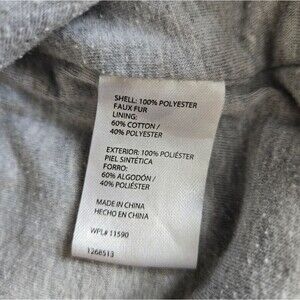 SHELL: 100% POLYESTER
FAUX FUR
LINING:
60% COTTON /
40% POLYESTER
EXTERIOR: 100% POLIÉSTER
PIEL SINTÉTICA
FORRO:
60% ALGODÓN /
40% POLIÉSTER
MADE IN CHINA
HECHO EN CHINA
WPL# 11590
1268513